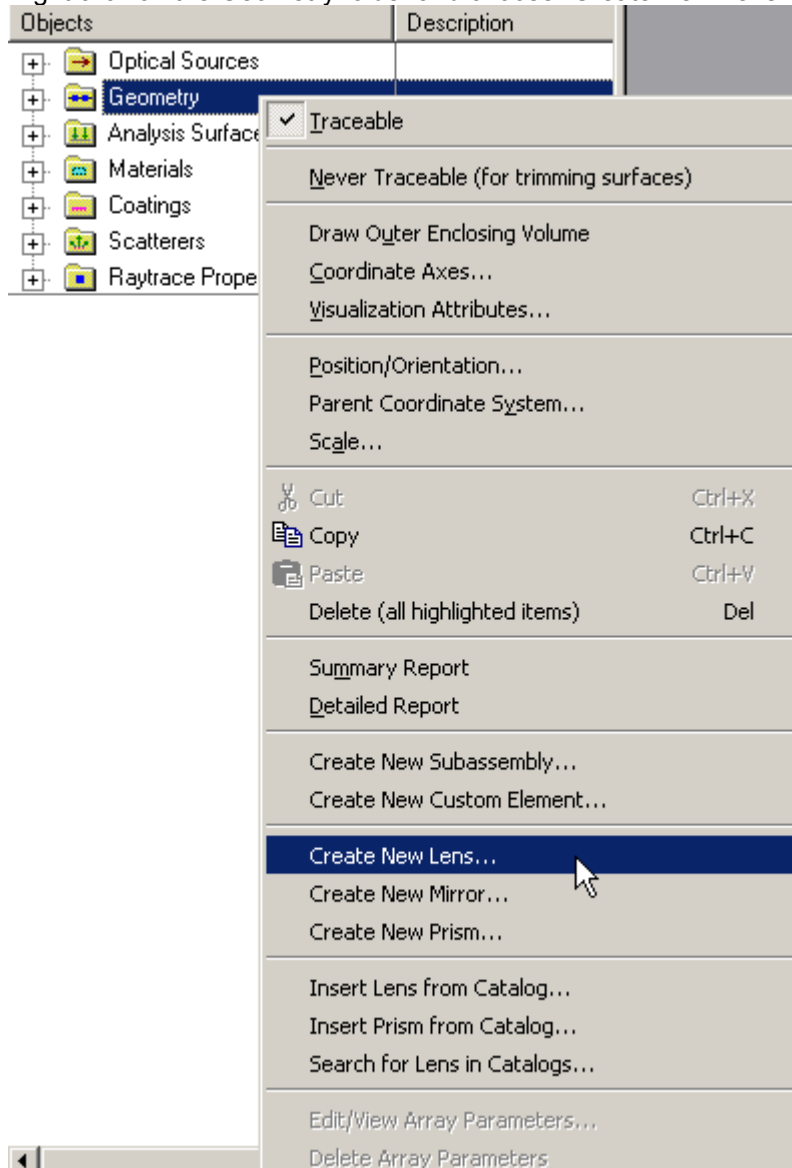 Objects Description
Optical Sources
Geometry
Analysis Surface
Materials
Coatings
Scatterers
Raytrace Prope
Traceable
Never Traceable (for trimming surfaces)
Draw Outer Enclosing Volume
Coordinate Axes...
Visualization Attributes...
Position/Orientation...
Parent Coordinate System...
Scale...
Cut Ctrl+X
Copy Ctrl+C
Paste Ctrl+V
Delete (all highlighted items) Del
Summary Report
Detailed Report
Create New Subassembly...
Create New Custom Element...
Create New Lens...
Create New Mirror...
Create New Prism...
Insert Lens from Catalog...
Insert Prism from Catalog...
Search for Lens in Catalogs...
Edit/View Array Parameters...
Delete Array Parameters